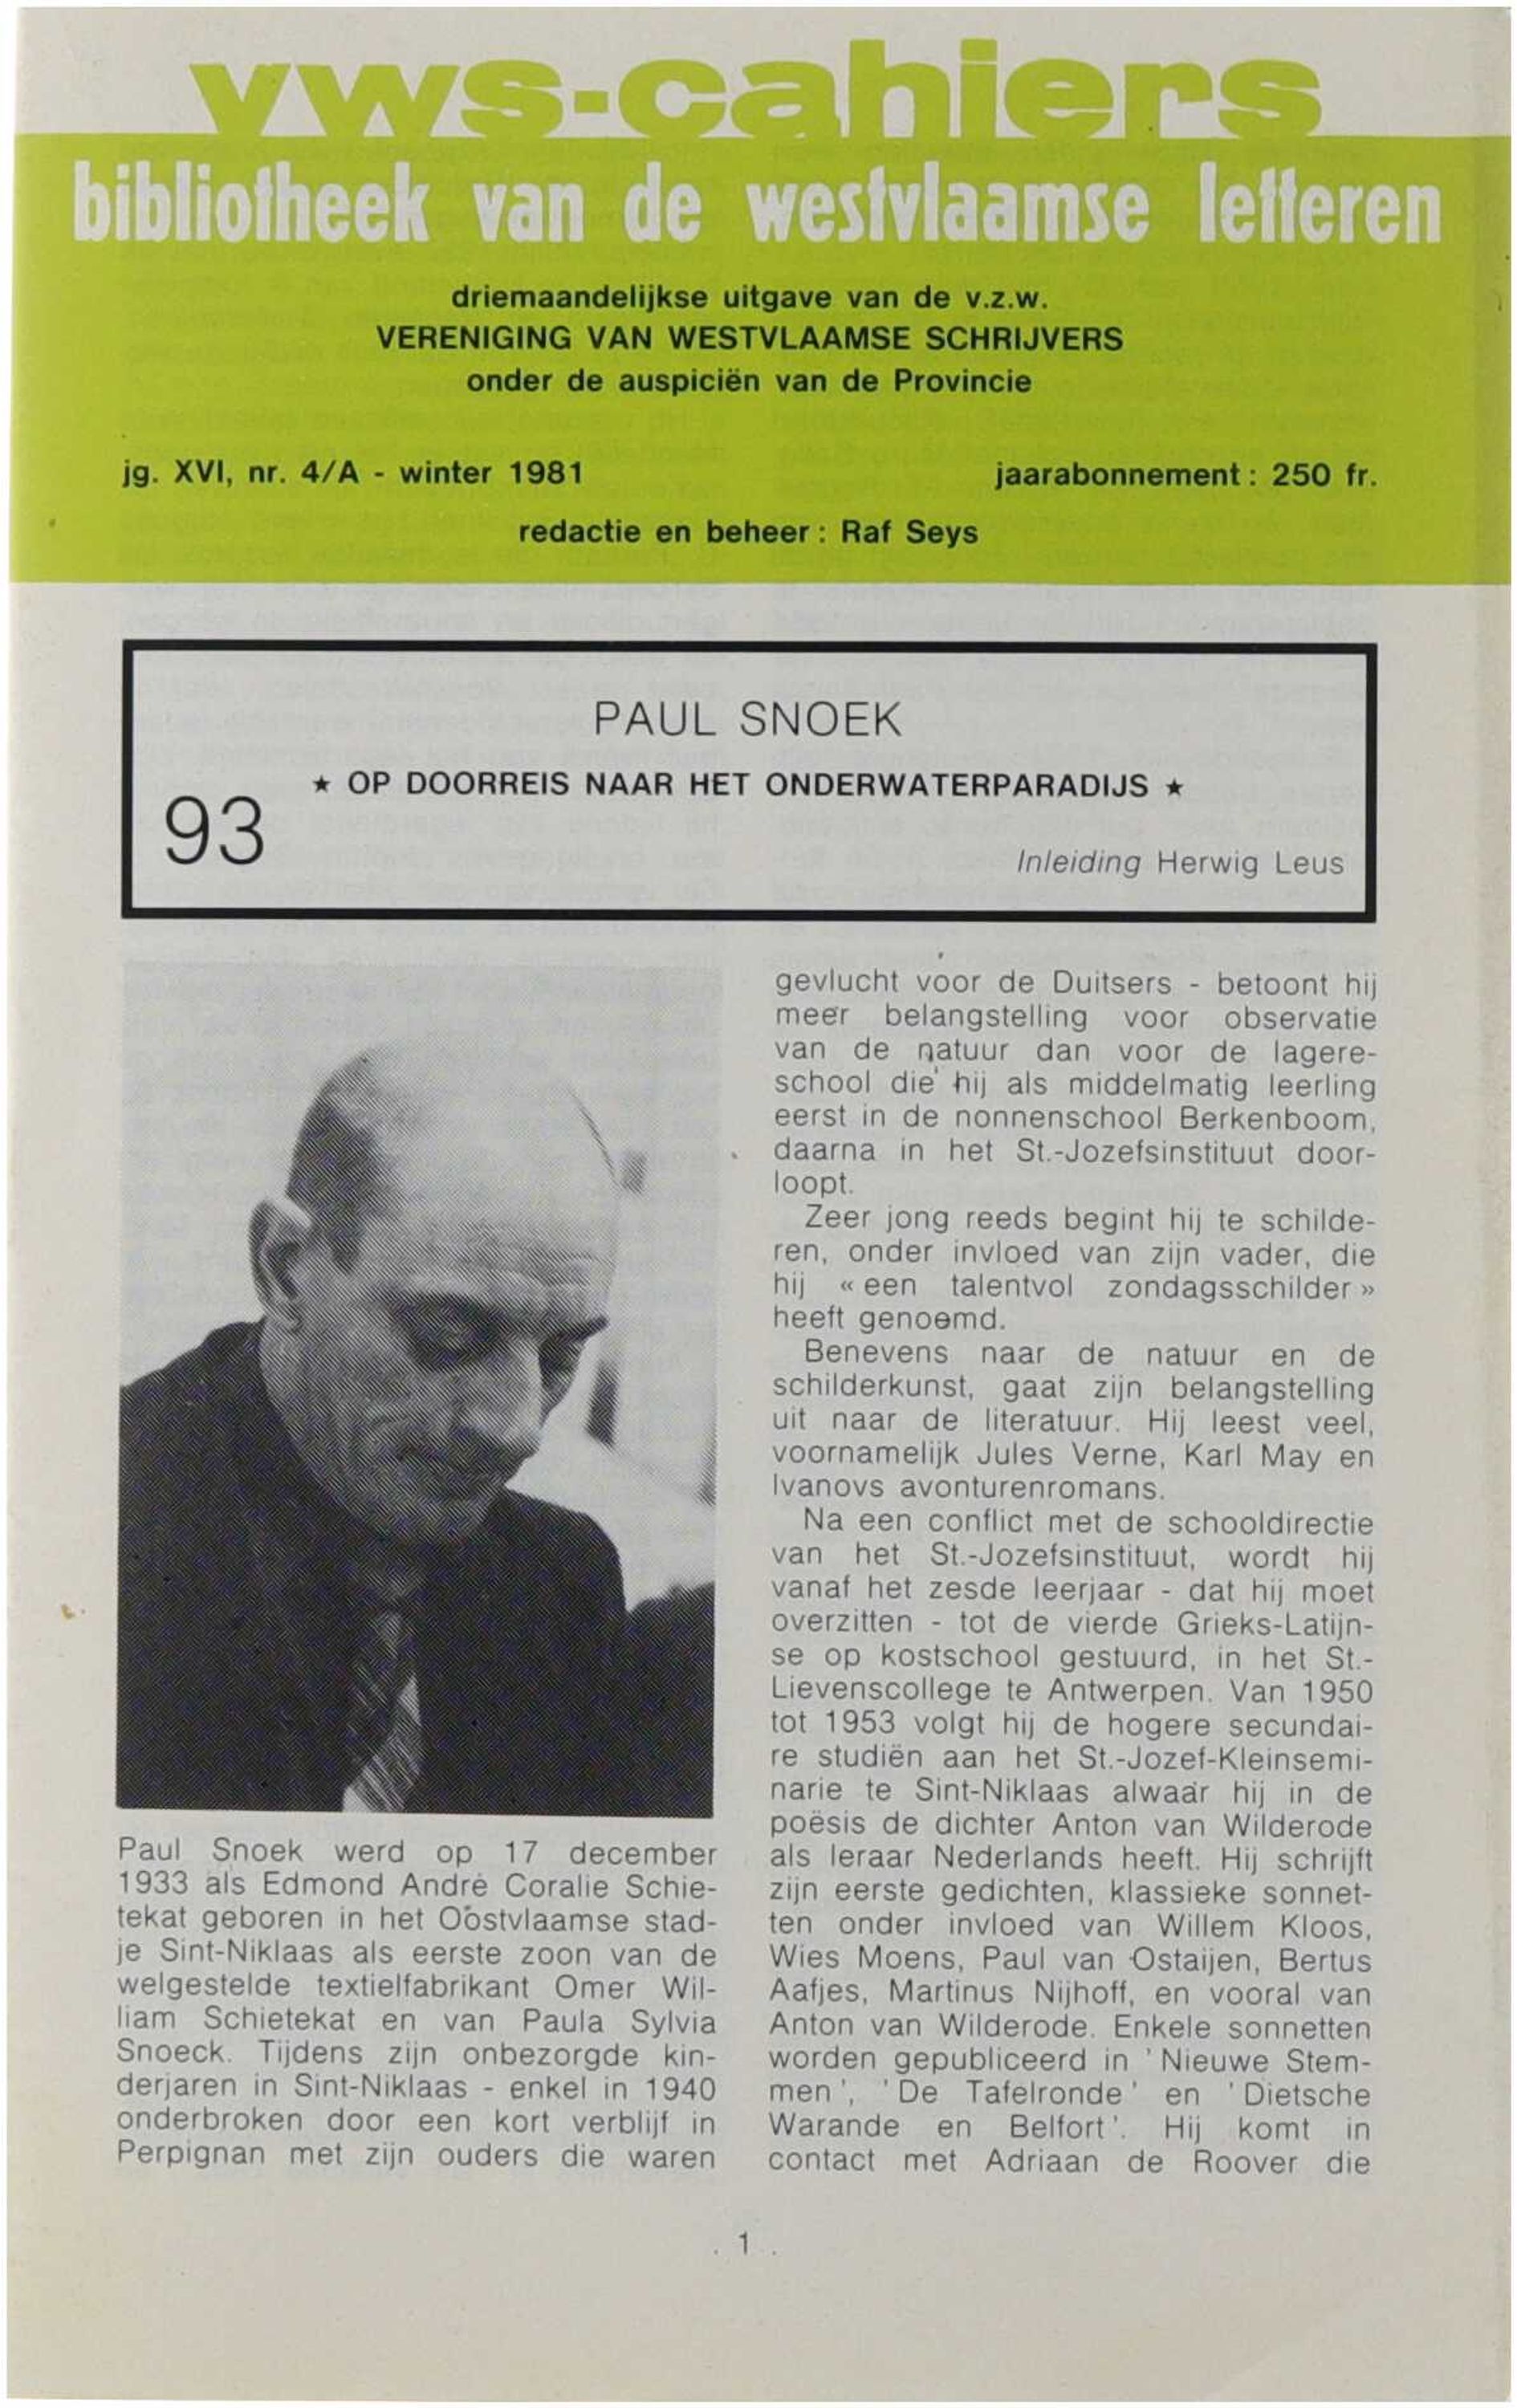 vws-cahiers
bibliotheek van de westvlaamse letteren
driemaandelijkse uitgave van de v.z.w.
VERENIGING VAN WESTVLAAMSE SCHRIJVERS
onder de auspiciën van de Provincie
jg. XVI, nr. 4/A - winter 1981
jaarabonnement : 250 fr.
redactie en beheer : Raf Seys
PAUL SNOEK
★ OP DOORREIS NAAR HET ONDERWATERPARADIJS ★
93
Inleiding Herwig Leus
Paul Snoek werd op 17 december
1933 als Edmond André Coralie Schie-
tekat geboren in het Oostvlaamse stad-
je Sint-Niklaas als eerste zoon van de
welgestelde textielfabrikant Omer Wil-
liam Schietekat en van Paula Sylvia
Snoeck. Tijdens zijn onbezorgde kin-
derjaren in Sint-Niklaas - enkel in 1940
onderbroken door een kort verblijf in
Perpignan met zijn ouders die waren
gevlucht voor de Duitsers - betoont hij
meer belangstelling voor observatie
van de natuur dan voor de lagere-
school die hij als middelmatig leerling
eerst in de nonnenschool Berkenboom,
daarna in het St.-Jozefsinstituut door-
loopt.
Zeer jong reeds begint hij te schilde-
ren, onder invloed van zijn vader, die
hij « een talentvol zondagsschilder »
heeft genoemd.
Benevens naar de natuur en de
schilderkunst, gaat zijn belangstelling
uit naar de literatuur. Hij leest veel,
voornamelijk Jules Verne, Karl May en
Ivanovs avonturenromans.
Na een conflict met de schooldirectie
van het St.-Jozefsinstituut, wordt hij
vanaf het zesde leerjaar - dat hij moet
overzitten - tot de vierde Grieks-Latijn-
se op kostschool gestuurd, in het St.-
Lievenscollege te Antwerpen. Van 1950
tot 1953 volgt hij de hogere secundai-
re studiën aan het St.-Jozef-Kleinsemi-
narie te Sint-Niklaas alwaar hij in de
poësis de dichter Anton van Wilderode
als leraar Nederlands heeft. Hij schrijft
zijn eerste gedichten, klassieke sonnet-
ten onder invloed van Willem Kloos,
Wies Moens, Paul van Ostaijen, Bertus
Aafjes, Martinus Nijhoff, en vooral van
Anton van Wilderode. Enkele sonnetten
worden gepubliceerd in ' Nieuwe Stem-
men ', ' De Tafelronde ' en ' Dietsche
Warande en Belfort '. Hij komt in
contact met Adriaan de Roover die
1